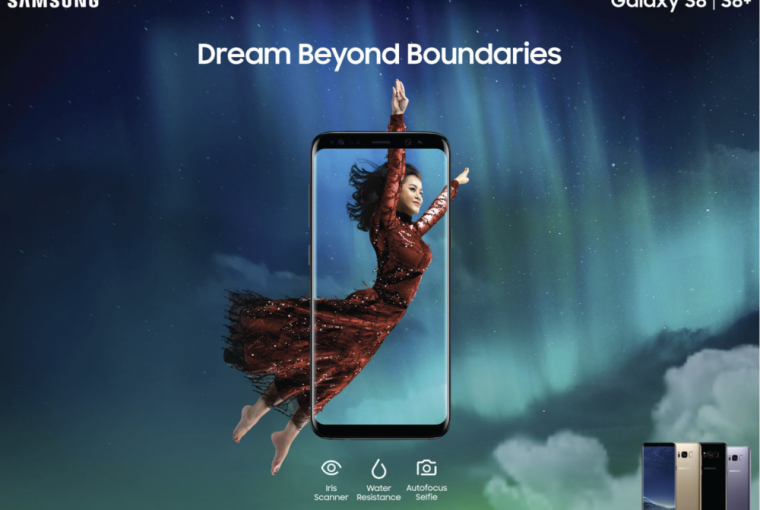 SAMSUNG
Galaxy S8 | S8+
Dream Beyond Boundaries
Iris
Scanner
Water
Resistance
Autofocus
Selfie